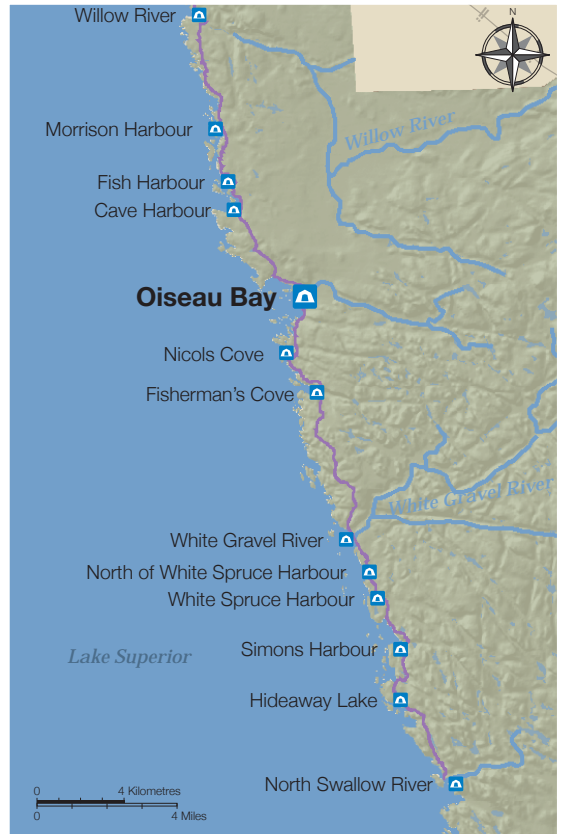 N
Willow River
Willow River
Morrison Harbour
Fish Harbour
Cave Harbour
Oiseau Bay
Nicols Cove
Fisherman's Cove
White Gravel River
White Gravel River
North of White Spruce Harbour
White Spruce Harbour
Simons Harbour
Lake Superior
Hideaway Lake
North Swallow River
0 4 Kilometres
0 4 Miles